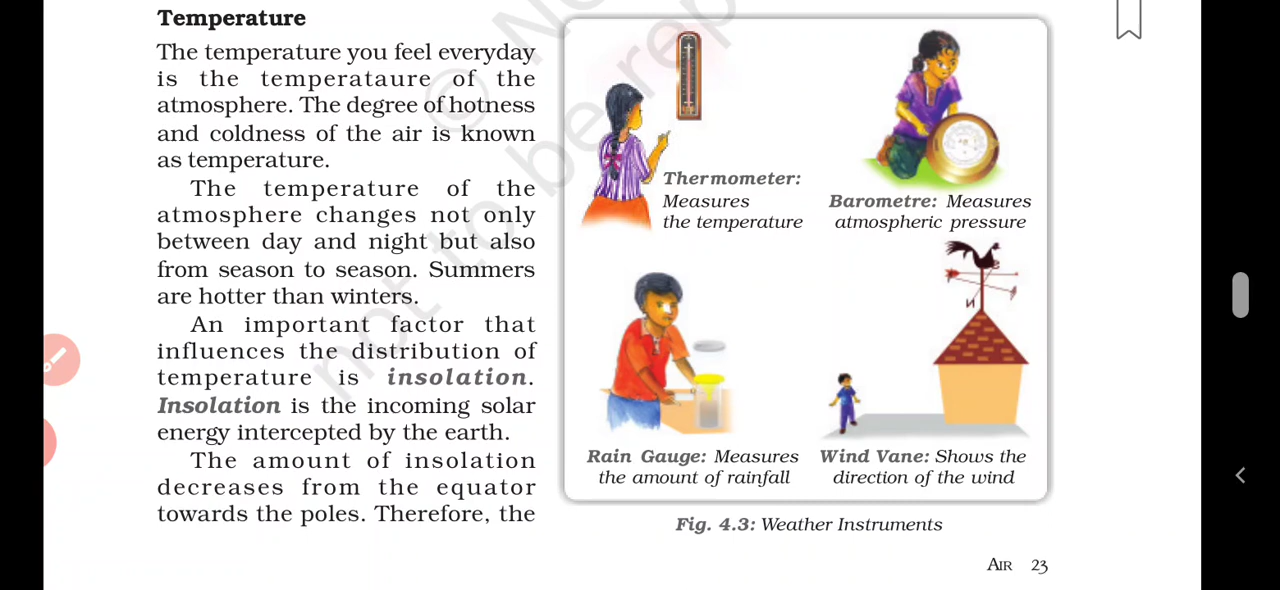 Temperature
The temperature you feel everyday
is the temperataure of the
atmosphere. The degree of hotness
and coldness of the air is known
as temperature.
The temperature of the
atmosphere changes not only
between day and night but also
from season to season. Summers
are hotter than winters.
An important factor that
influences the distribution of
temperature is insolation.
Insolation is the incoming solar
energy intercepted by the earth.
The amount of insolation
decreases from the equator
towards the poles. Therefore, the
Thermometer:
Measures
the temperature
Barometre: Measures
atmospheric pressure
Rain Gauge: Measures
the amount of rainfall
N
Wind Vane: Shows the
direction of the wind
Fig. 4.3: Weather Instruments
AIR 23
© N
not to be rep